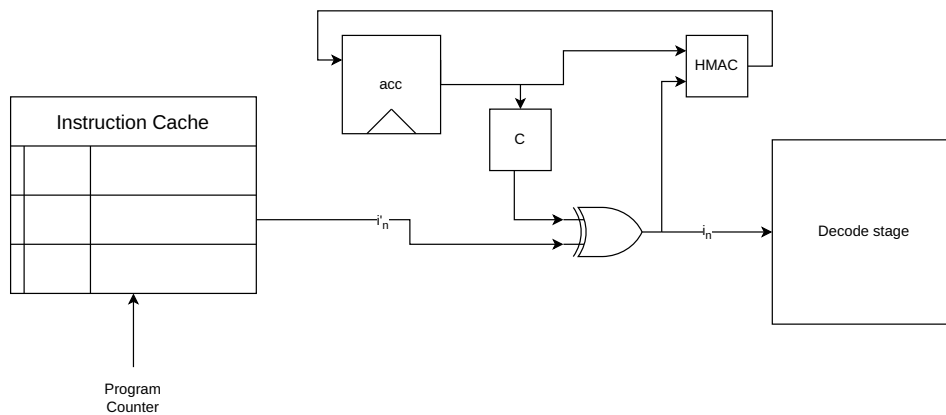 acc
HMAC
Instruction Cache
C
i'n
in
Decode stage
Program
Counter